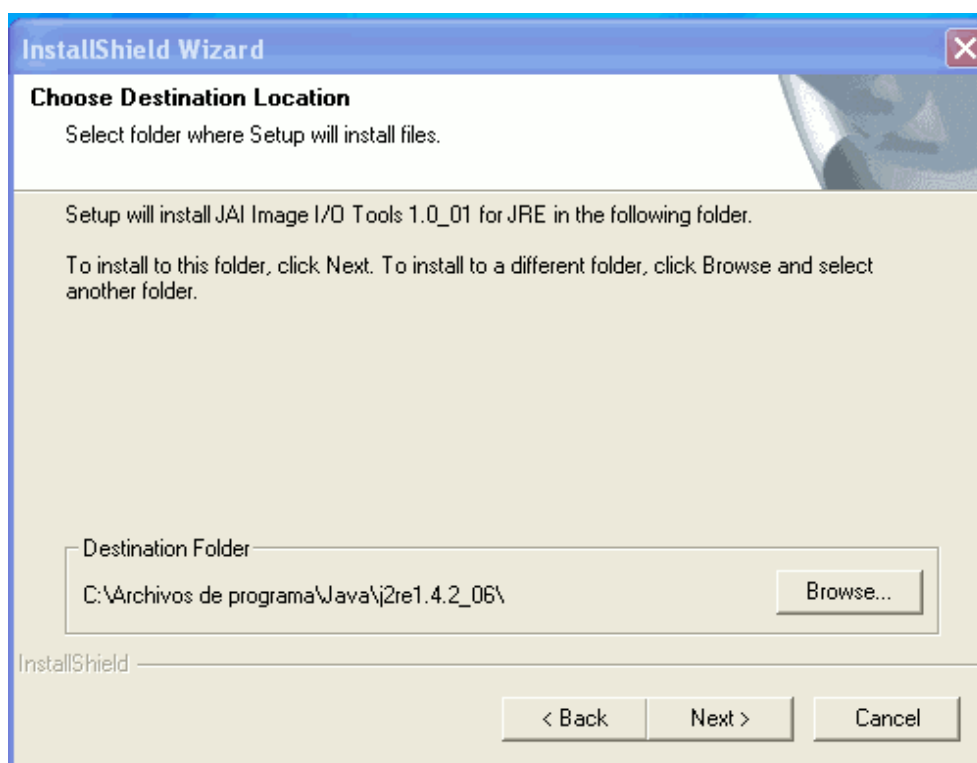 InstallShield Wizard
Choose Destination Location
Select folder where Setup will install files.
Setup will install JAI Image I/O Tools 1.0_01 for JRE in the following folder.
To install to this folder, click Next. To install to a different folder, click Browse and select
another folder.
Destination Folder
C:\Archivos de programa\Java\j2re1.4.2_06\
Browse...
InstallShield
< Back
Next >
Cancel